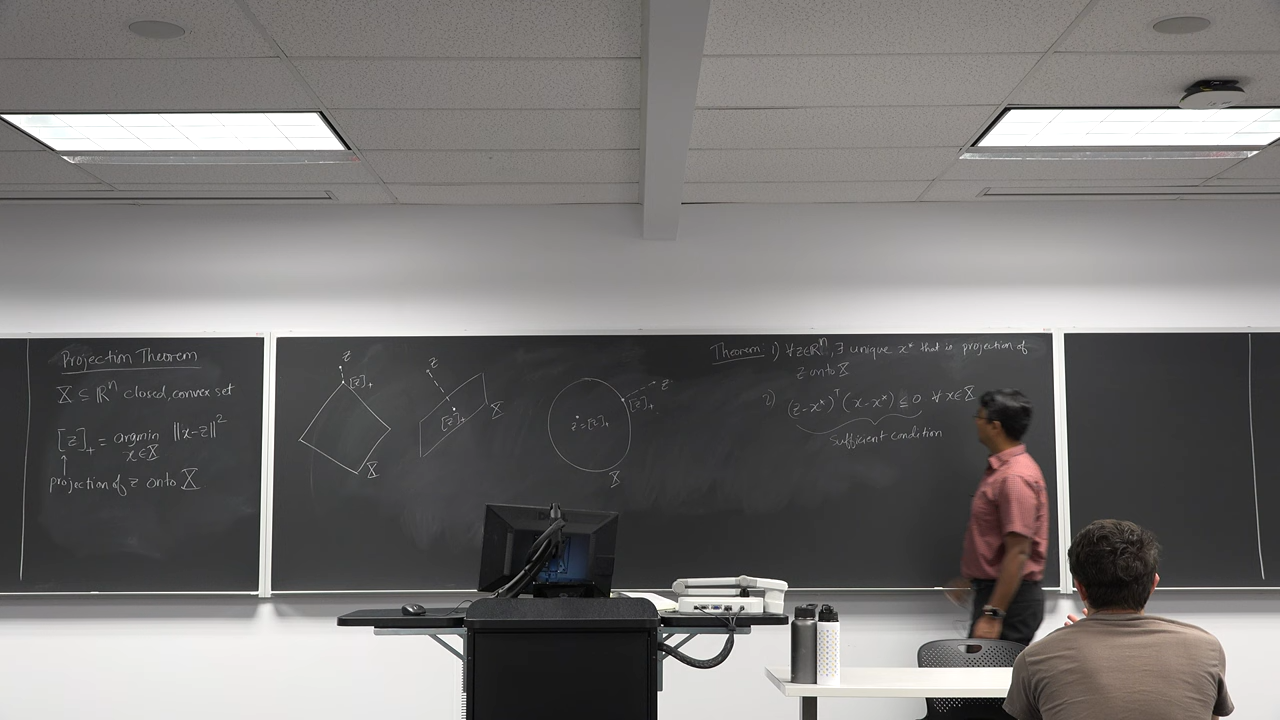 Projection Theorem
𝕏 ⊆ ℝⁿ closed, convex set
[z]₊ = argmin ‖x-z‖²
x∈𝕏
projection of z onto 𝕏
z
[z]₊
𝕏
z
[z]₊
𝕏
z
[z]₊
z=[z]₊
𝕏
Theorem 1) ∀z∈ℝⁿ, ∃ unique x* that is projection of
z onto 𝕏
2) (z-x*)ᵀ(x-x*) ≤ 0 ∀ x∈𝕏
Sufficient condition